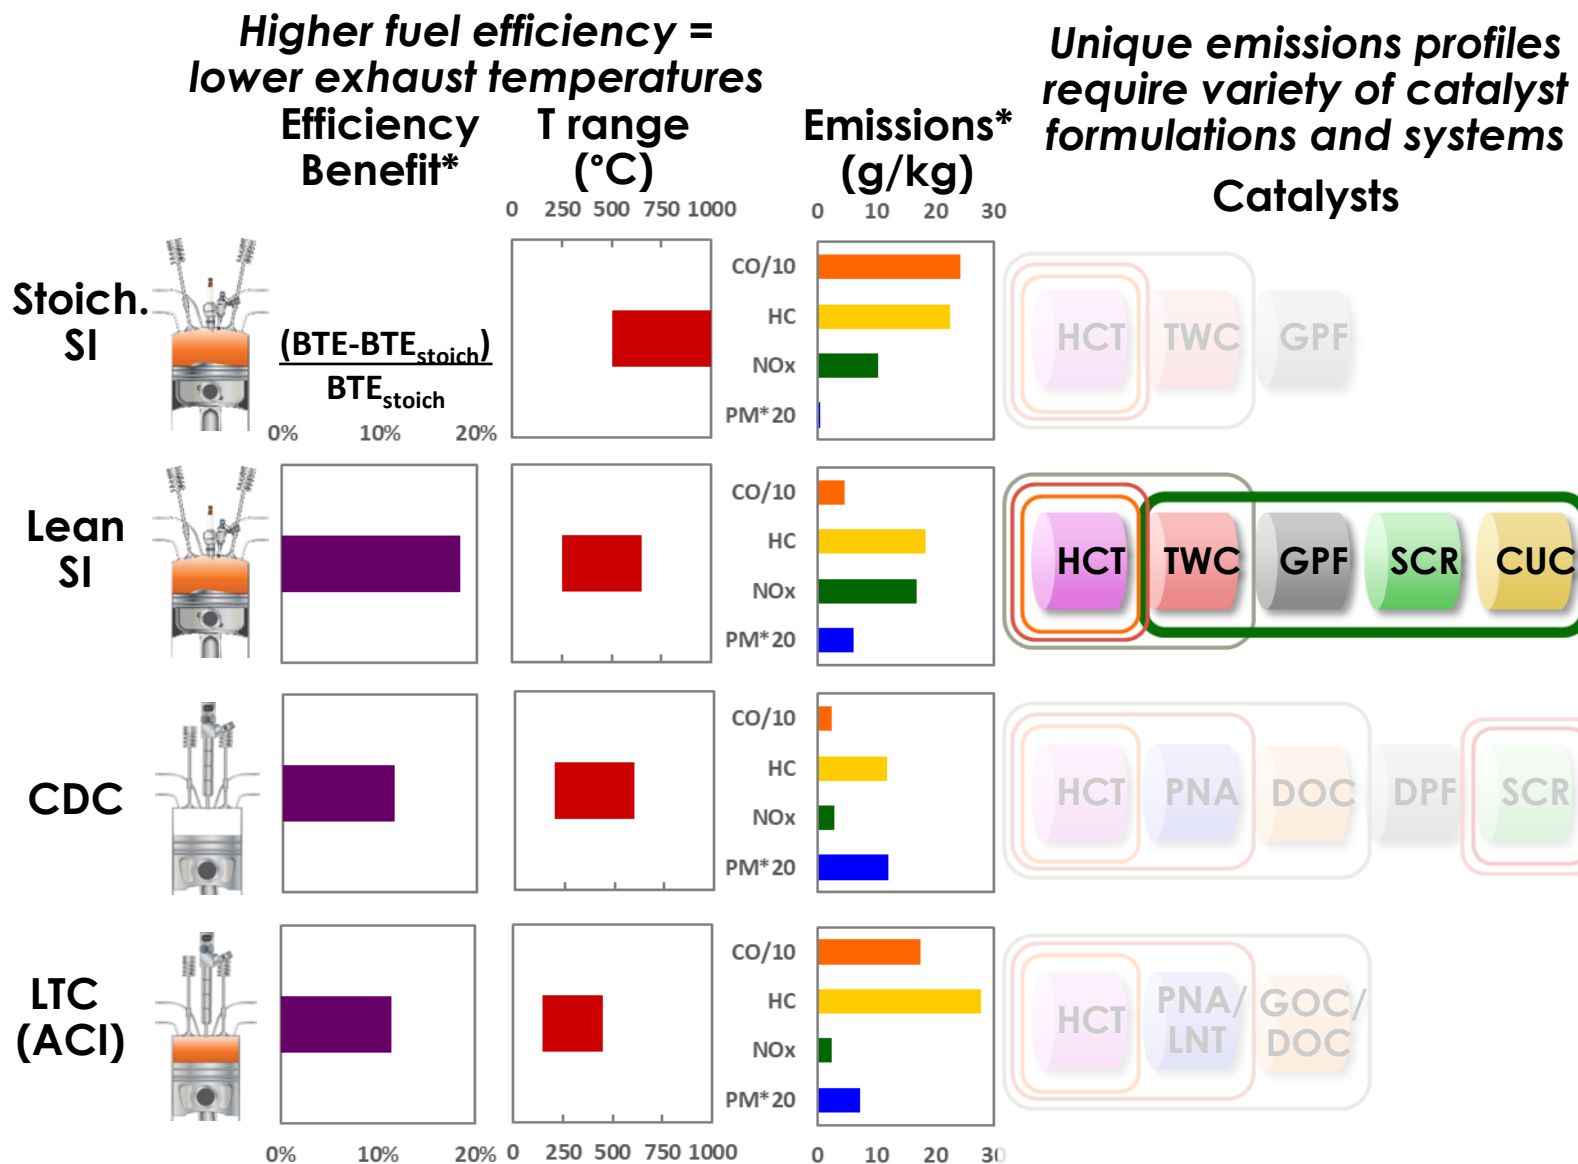 Higher fuel efficiency =
lower exhaust temperatures
Unique emissions profiles
require variety of catalyst
formulations and systems
Efficiency
Benefit*
T range
(°C)
Emissions*
(g/kg)
Catalysts
0 250 500 750 1000
0 10 20 30
Stoich.
SI
(BTE-BTEstoich)
BTEstoich
0% 10% 20%
CO/10
HC
NOx
PM*20
HCT TWC GPF
Lean
SI
CO/10
HC
NOx
PM*20
HCT TWC GPF SCR CUC
CDC
CO/10
HC
NOx
PM*20
HCT PNA DOC DPF SCR
LTC
(ACI)
CO/10
HC
NOx
PM*20
HCT
PNA/
LNT
GOC/
DOC
0% 10% 20%
0 250 500 750 1000
0 10 20 30